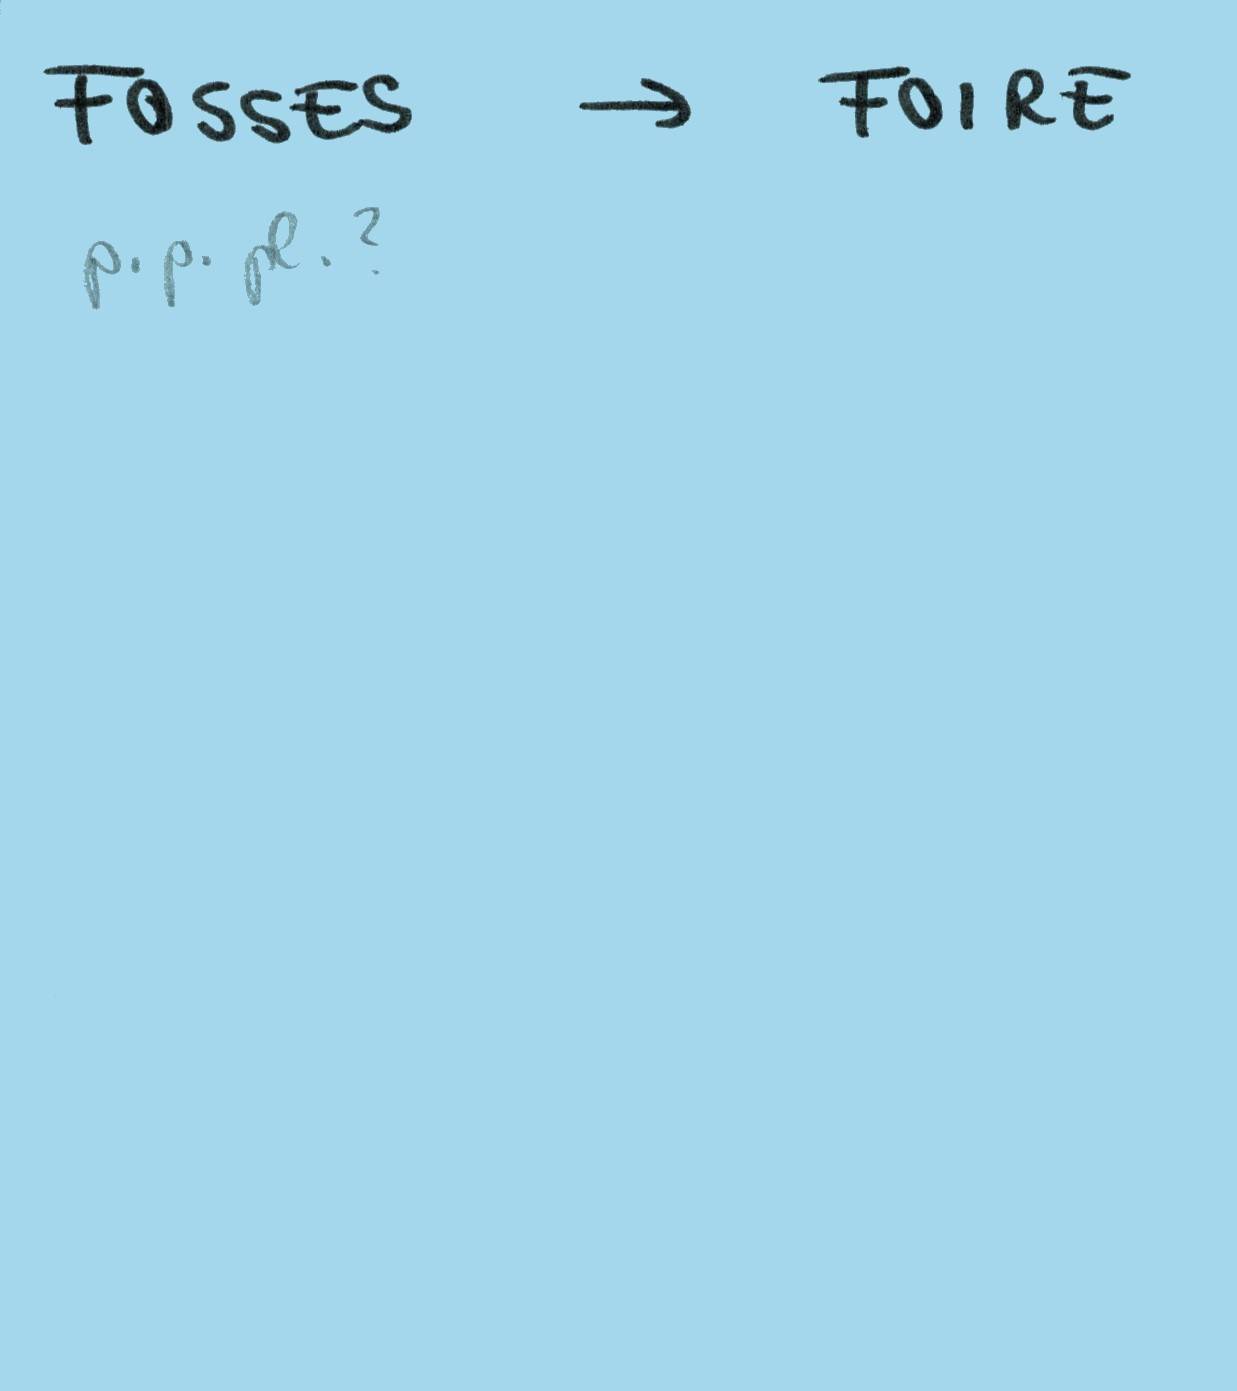 FOSSES → FOIRE
p. p. pl. ?